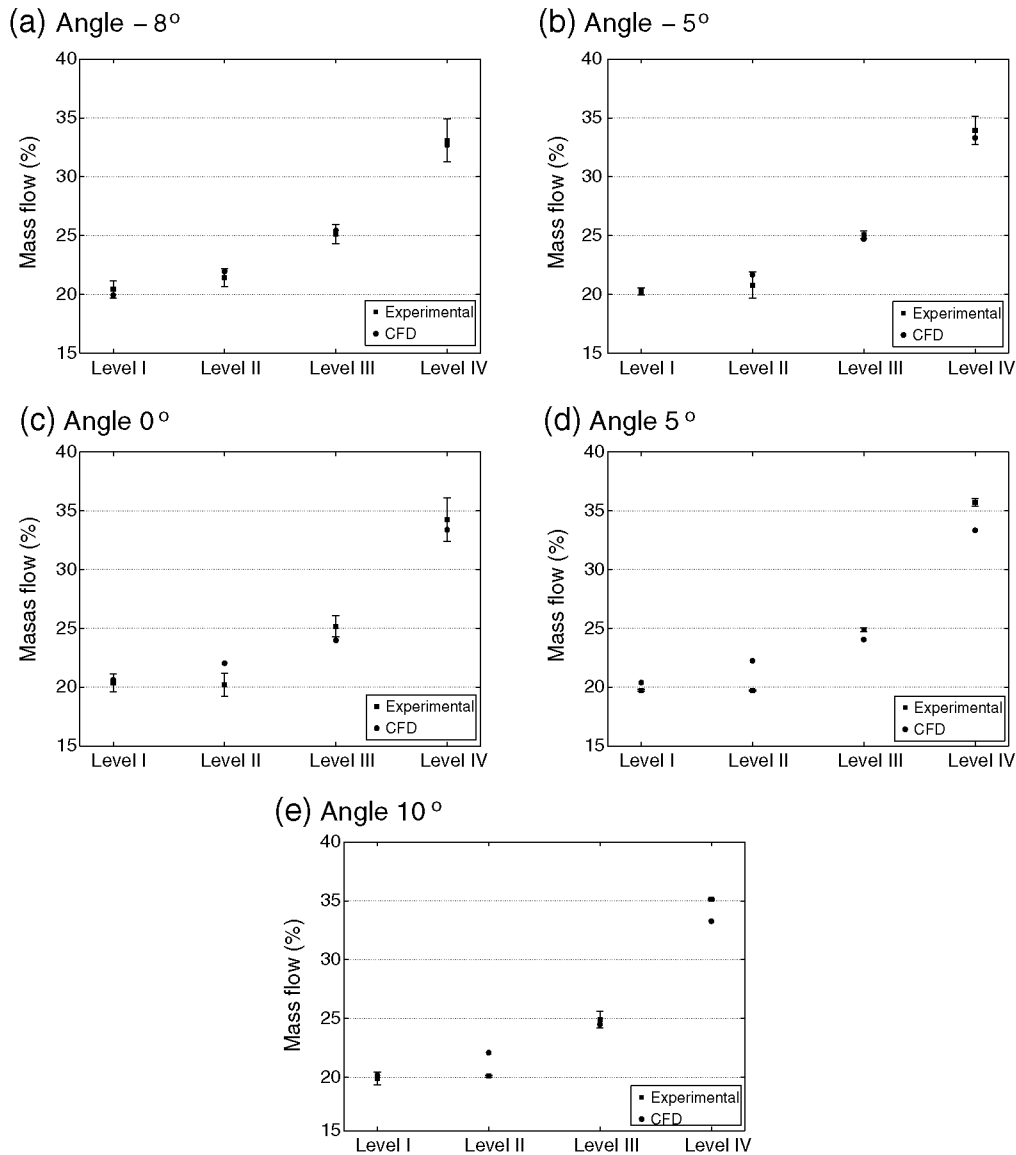 (a) Angle – 8°
40
35
30
25
20
15
Mass flow (%)
Level I Level II Level III Level IV
Experimental
CFD
(b) Angle – 5°
40
35
30
25
20
15
Mass flow (%)
Level I Level II Level III Level IV
Experimental
CFD
(c) Angle 0°
40
35
30
25
20
15
Masas flow (%)
Level I Level II Level III Level IV
Experimental
CFD
(d) Angle 5°
40
35
30
25
20
15
Mass flow (%)
Level I Level II Level III Level IV
Experimental
CFD
(e) Angle 10°
40
35
30
25
20
15
Mass flow (%)
Level I Level II Level III Level IV
Experimental
CFD